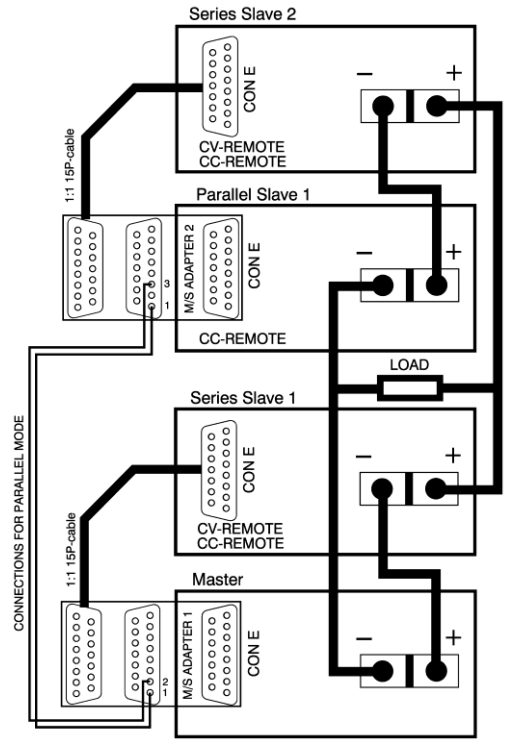 Series Slave 2
CON E
1:1 15P-cable
CV-REMOTE
CC-REMOTE
- +
Parallel Slave 1
3
1
M/S ADAPTER 2
CON E
- +
CC-REMOTE
LOAD
CONNECTIONS FOR PARALLEL MODE
Series Slave 1
CON E
1:1 15P-cable
- +
CV-REMOTE
CC-REMOTE
Master
2
1
M/S ADAPTER 1
CON E
- +